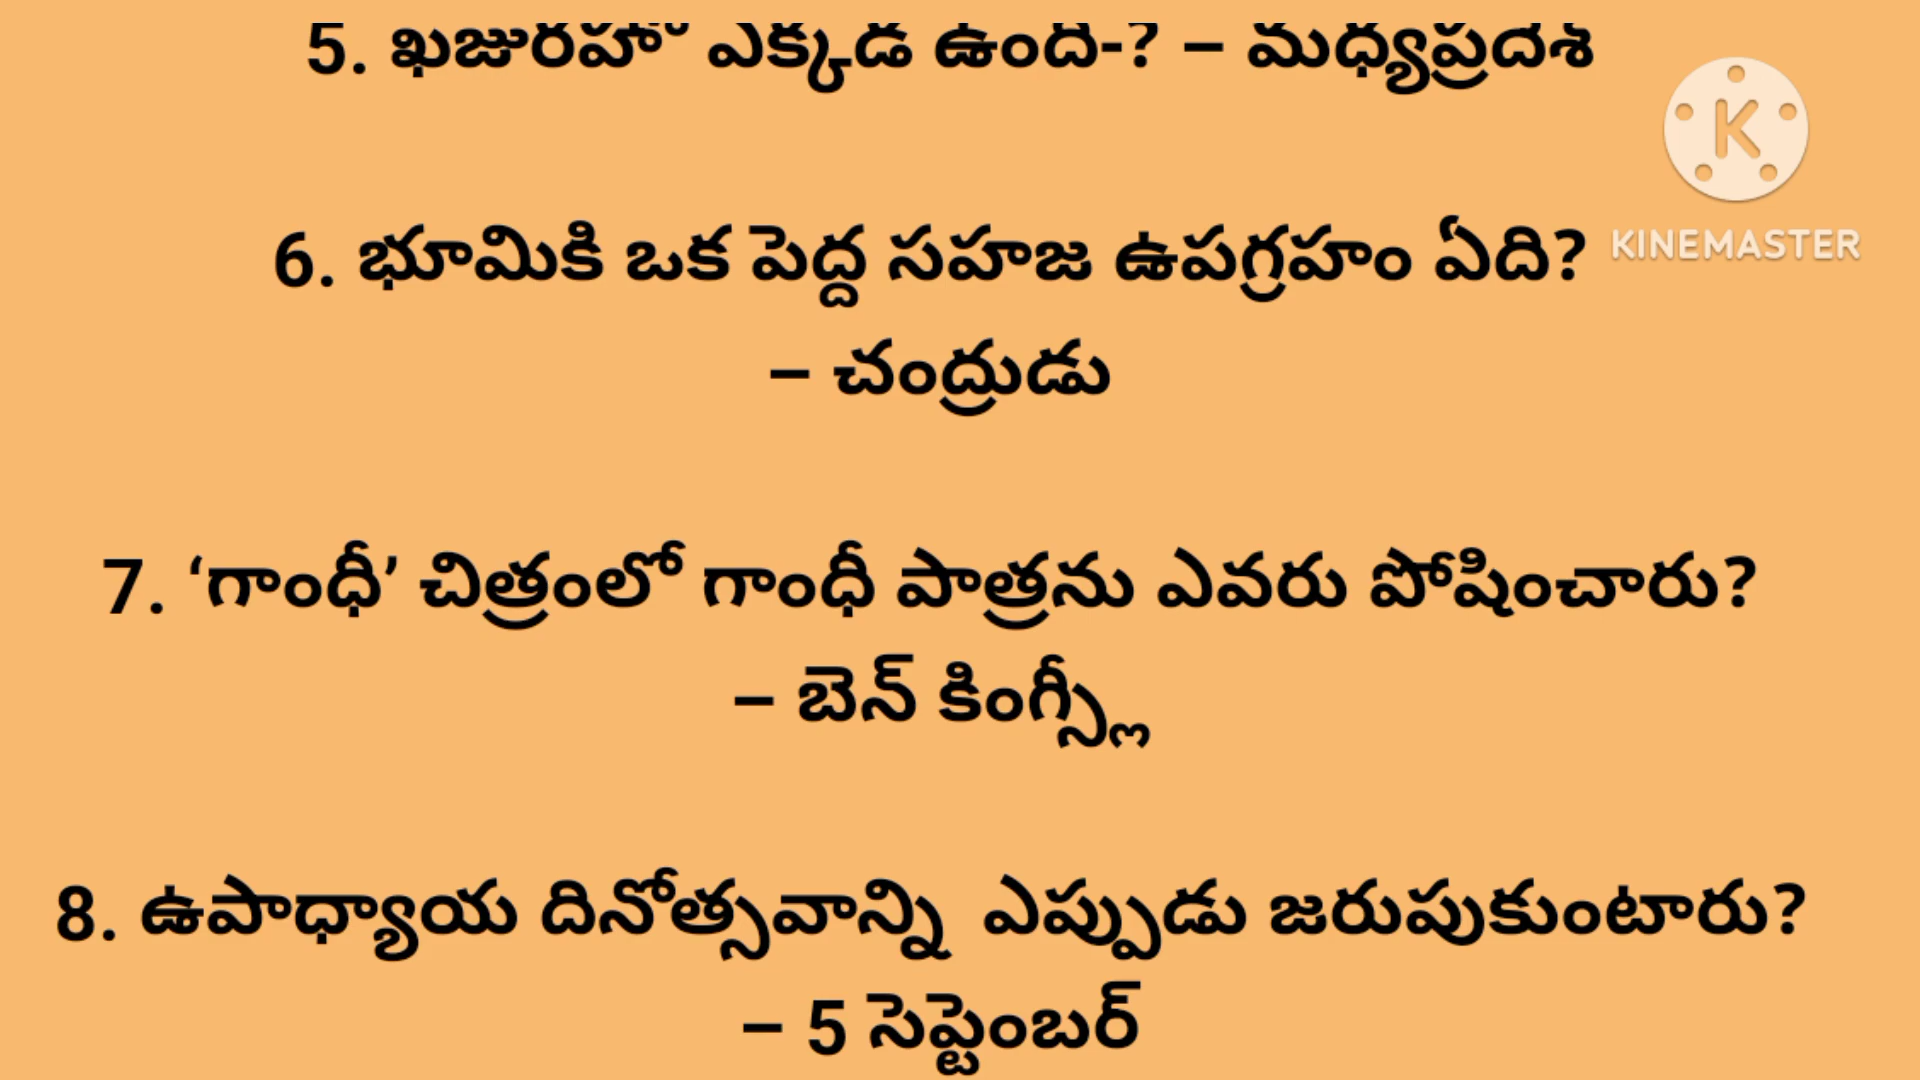 5. ఖజురహో ఎక్కడ ఉంది-? – మధ్యప్రదేశ్
6. భూమికి ఒక పెద్ద సహజ ఉపగ్రహం ఏది?
– చంద్రుడు
7. ‘గాంధీ’ చిత్రంలో గాంధీ పాత్రను ఎవరు పోషించారు?
– బెన్ కింగ్స్లీ
8. ఉపాధ్యాయ దినోత్సవాన్ని ఎప్పుడు జరుపుకుంటారు?
– 5 సెప్టెంబర్
K
KINEMASTER